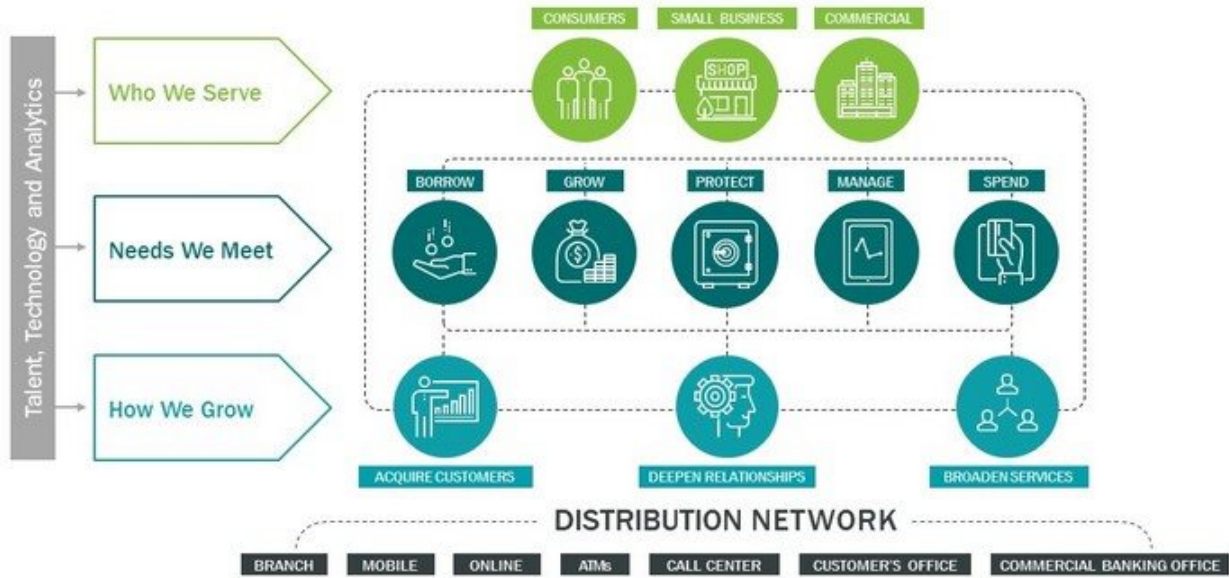 CONSUMERS
SMALL BUSINESS
COMMERCIAL
Talent, Technology and Analytics
Who We Serve
SHOP
BORROW
GROW
PROTECT
MANAGE
SPEND
Needs We Meet
$
How We Grow
ACQUIRE CUSTOMERS
DEEPEN RELATIONSHIPS
BROADEN SERVICES
DISTRIBUTION NETWORK
BRANCH
MOBILE
ONLINE
ATMs
CALL CENTER
CUSTOMER'S OFFICE
COMMERCIAL BANKING OFFICE